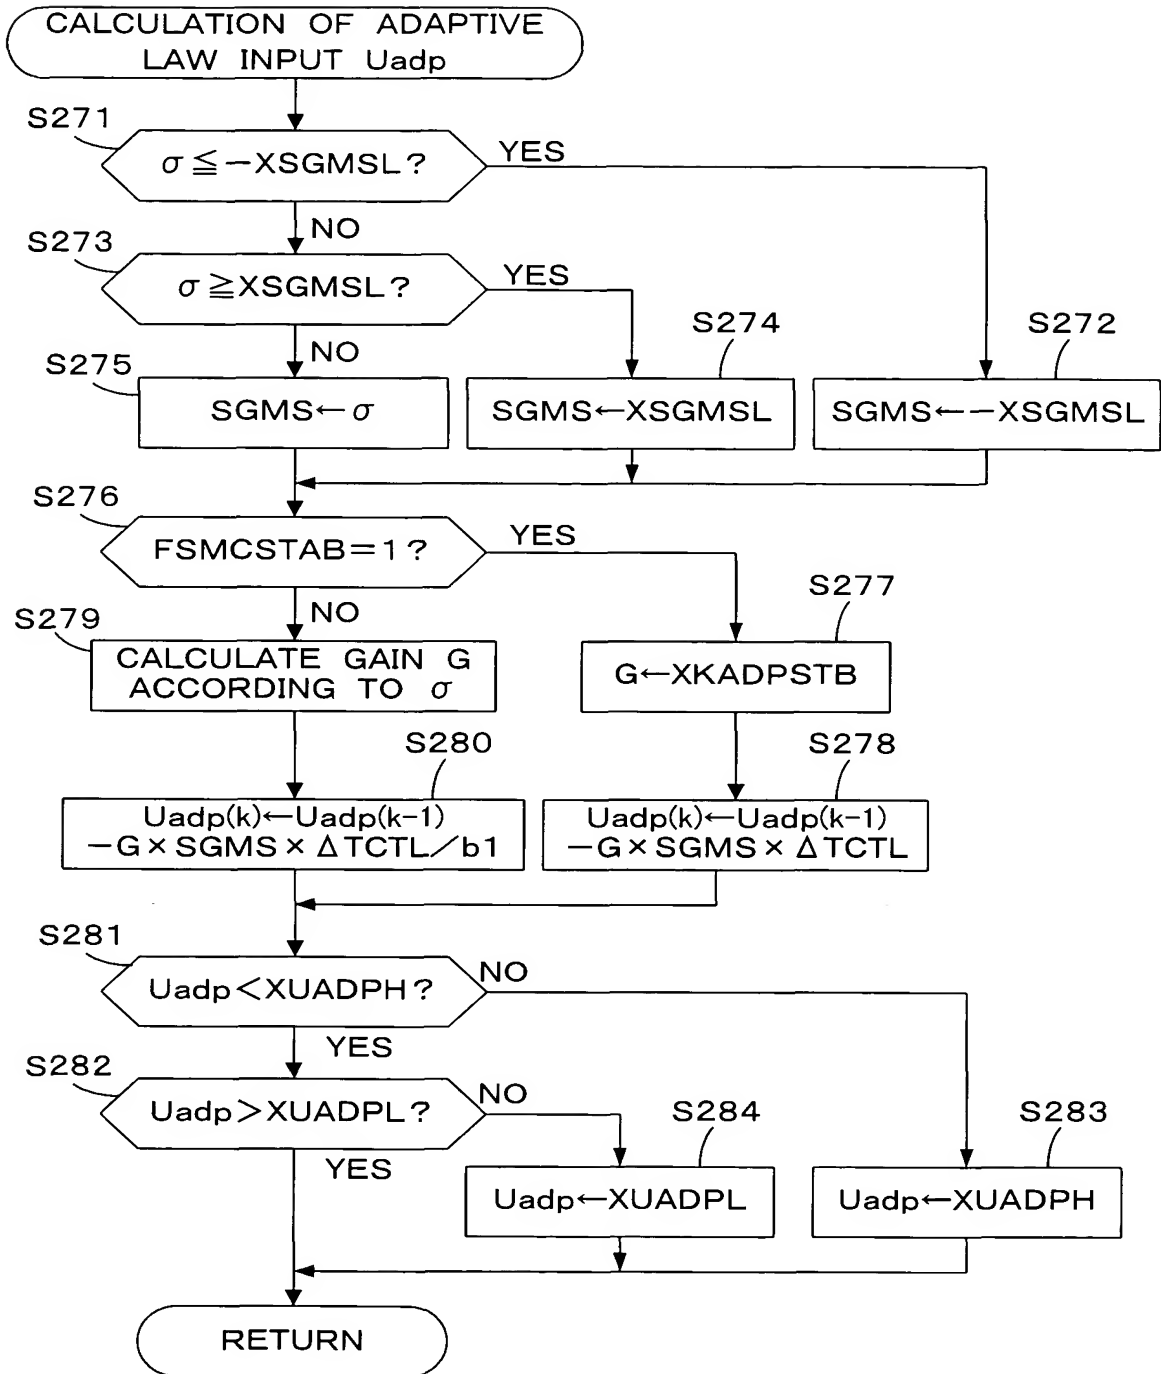 CALCULATION OF ADAPTIVE
LAW INPUT Uadp
S271
σ≦−XSGMSL?
YES
NO
S273
σ≧XSGMSL?
YES
NO
S274
S272
S275
SGMS←σ
SGMS←XSGMSL
SGMS←−XSGMSL
S276
FSMCSTAB=1?
YES
NO
S277
S279
CALCULATE GAIN G
ACCORDING TO σ
G←XKADPSTB
S280
S278
Uadp(k)←Uadp(k-1)
−G×SGMS×ΔTCTL/b1
Uadp(k)←Uadp(k-1)
−G×SGMS×ΔTCTL
S281
Uadp<XUADPH?
NO
YES
S282
Uadp>XUADPL?
NO
YES
S284
S283
Uadp←XUADPL
Uadp←XUADPH
RETURN